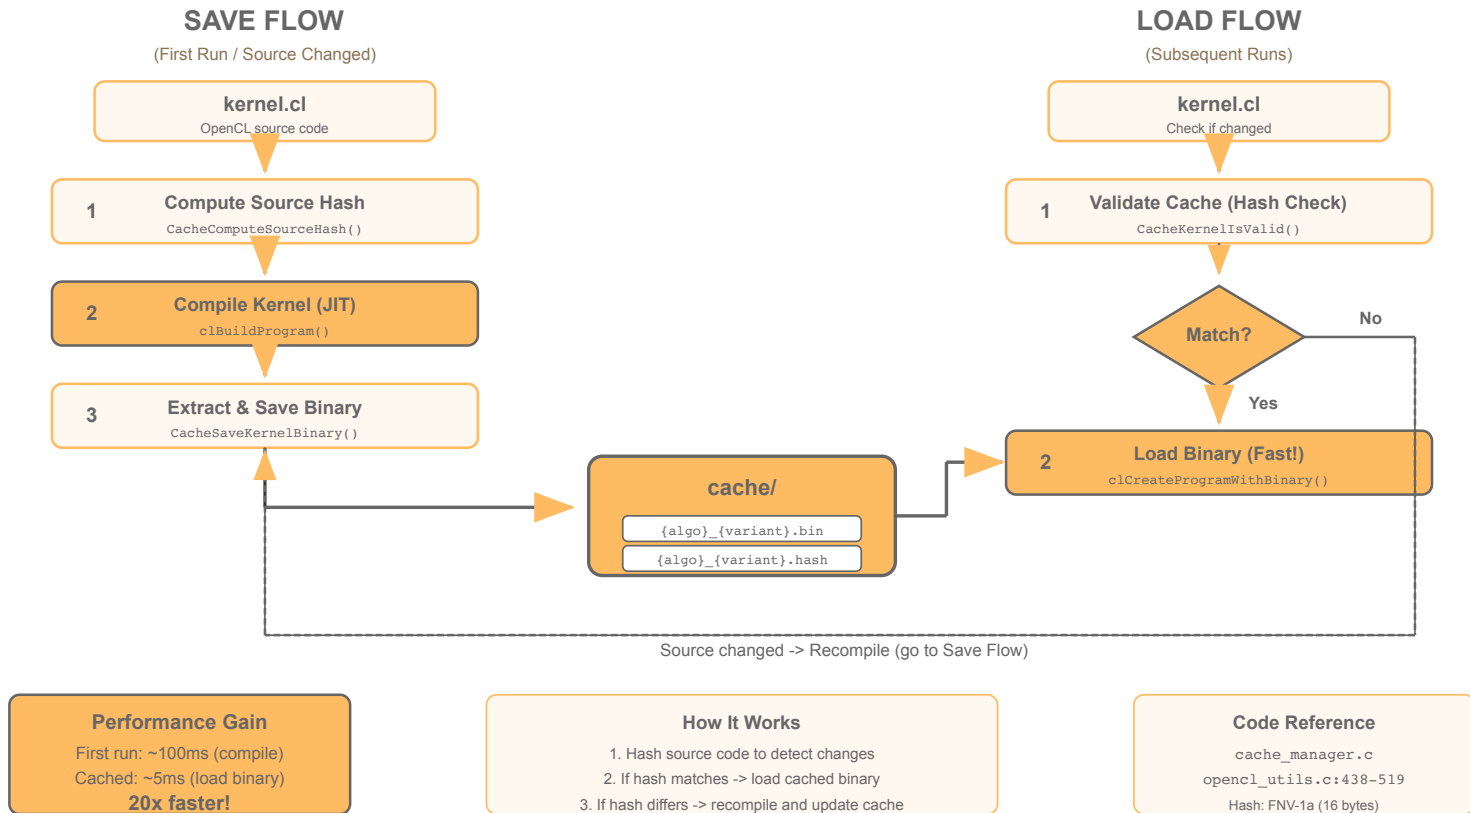 SAVE FLOW
(First Run / Source Changed)
kernel.cl
OpenCL source code
1
Compute Source Hash
CacheComputeSourceHash()
2
Compile Kernel (JIT)
clBuildProgram()
3
Extract & Save Binary
CacheSaveKernelBinary()
cache/
{algo}_{variant}.bin
{algo}_{variant}.hash
LOAD FLOW
(Subsequent Runs)
kernel.cl
Check if changed
1
Validate Cache (Hash Check)
CacheKernelIsValid()
Match?
No
Yes
2
Load Binary (Fast!)
clCreateProgramWithBinary()
Source changed -> Recompile (go to Save Flow)
Performance Gain
First run: ~100ms (compile)
Cached: ~5ms (load binary)
20x faster!
How It Works
1. Hash source code to detect changes
2. If hash matches -> load cached binary
3. If hash differs -> recompile and update cache
Code Reference
cache_manager.c
opencl_utils.c:438-519
Hash: FNV-1a (16 bytes)